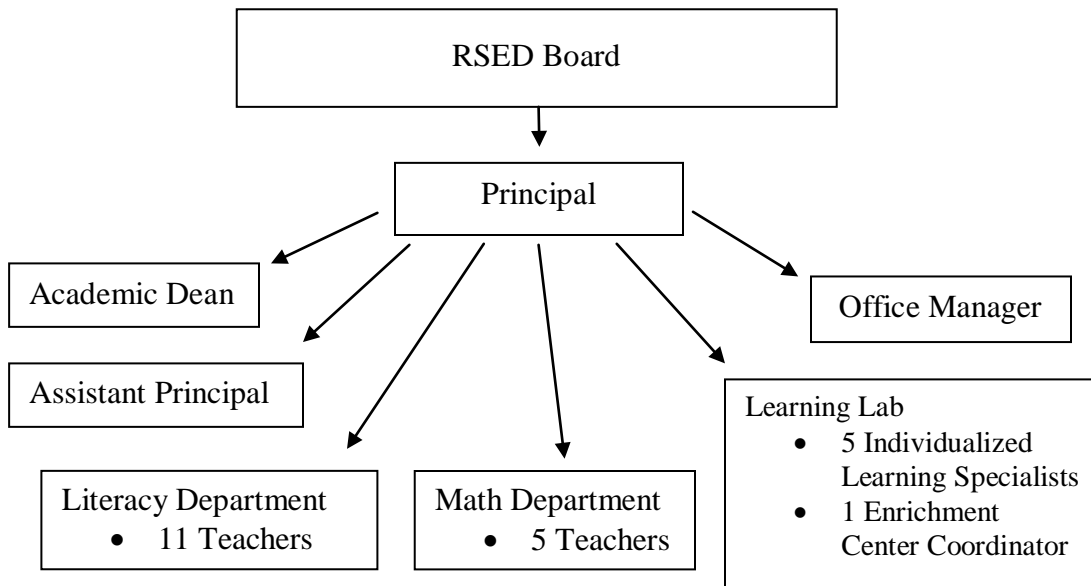 RSED Board
Principal
Academic Dean
Office Manager
Assistant Principal
Learning Lab
• 5 Individualized
Learning Specialists
• 1 Enrichment
Center Coordinator
Literacy Department
• 11 Teachers
Math Department
• 5 Teachers